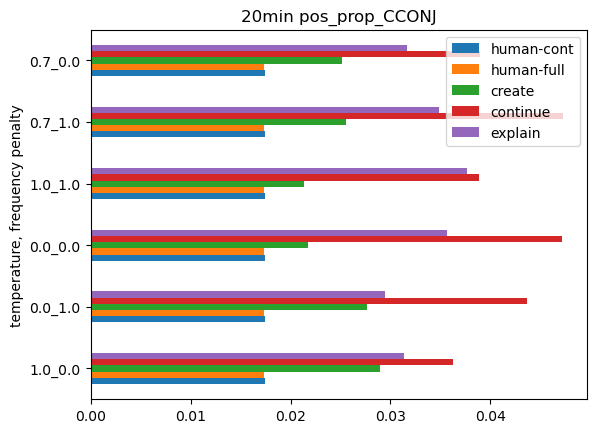 20min pos_prop_CCONJ
human-cont
human-full
create
continue
explain
temperature, frequency penalty
0.7_0.0
0.7_1.0
1.0_1.0
0.0_0.0
0.0_1.0
1.0_0.0
0.00 0.01 0.02 0.03 0.04